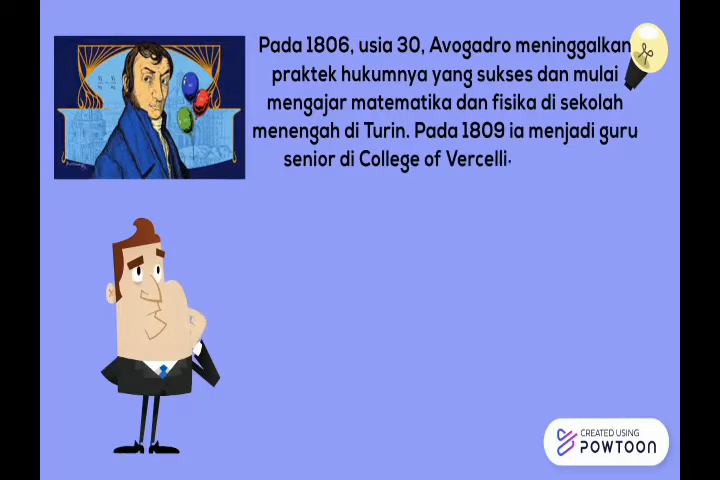 Pada 1806, usia 30, Avogadro meninggalkan
praktek hukumnya yang sukses dan mulai
mengajar matematika dan fisika di sekolah
menengah di Turin. Pada 1809 ia menjadi guru
senior di College of Vercelli.
CREATED USING
POWTOON